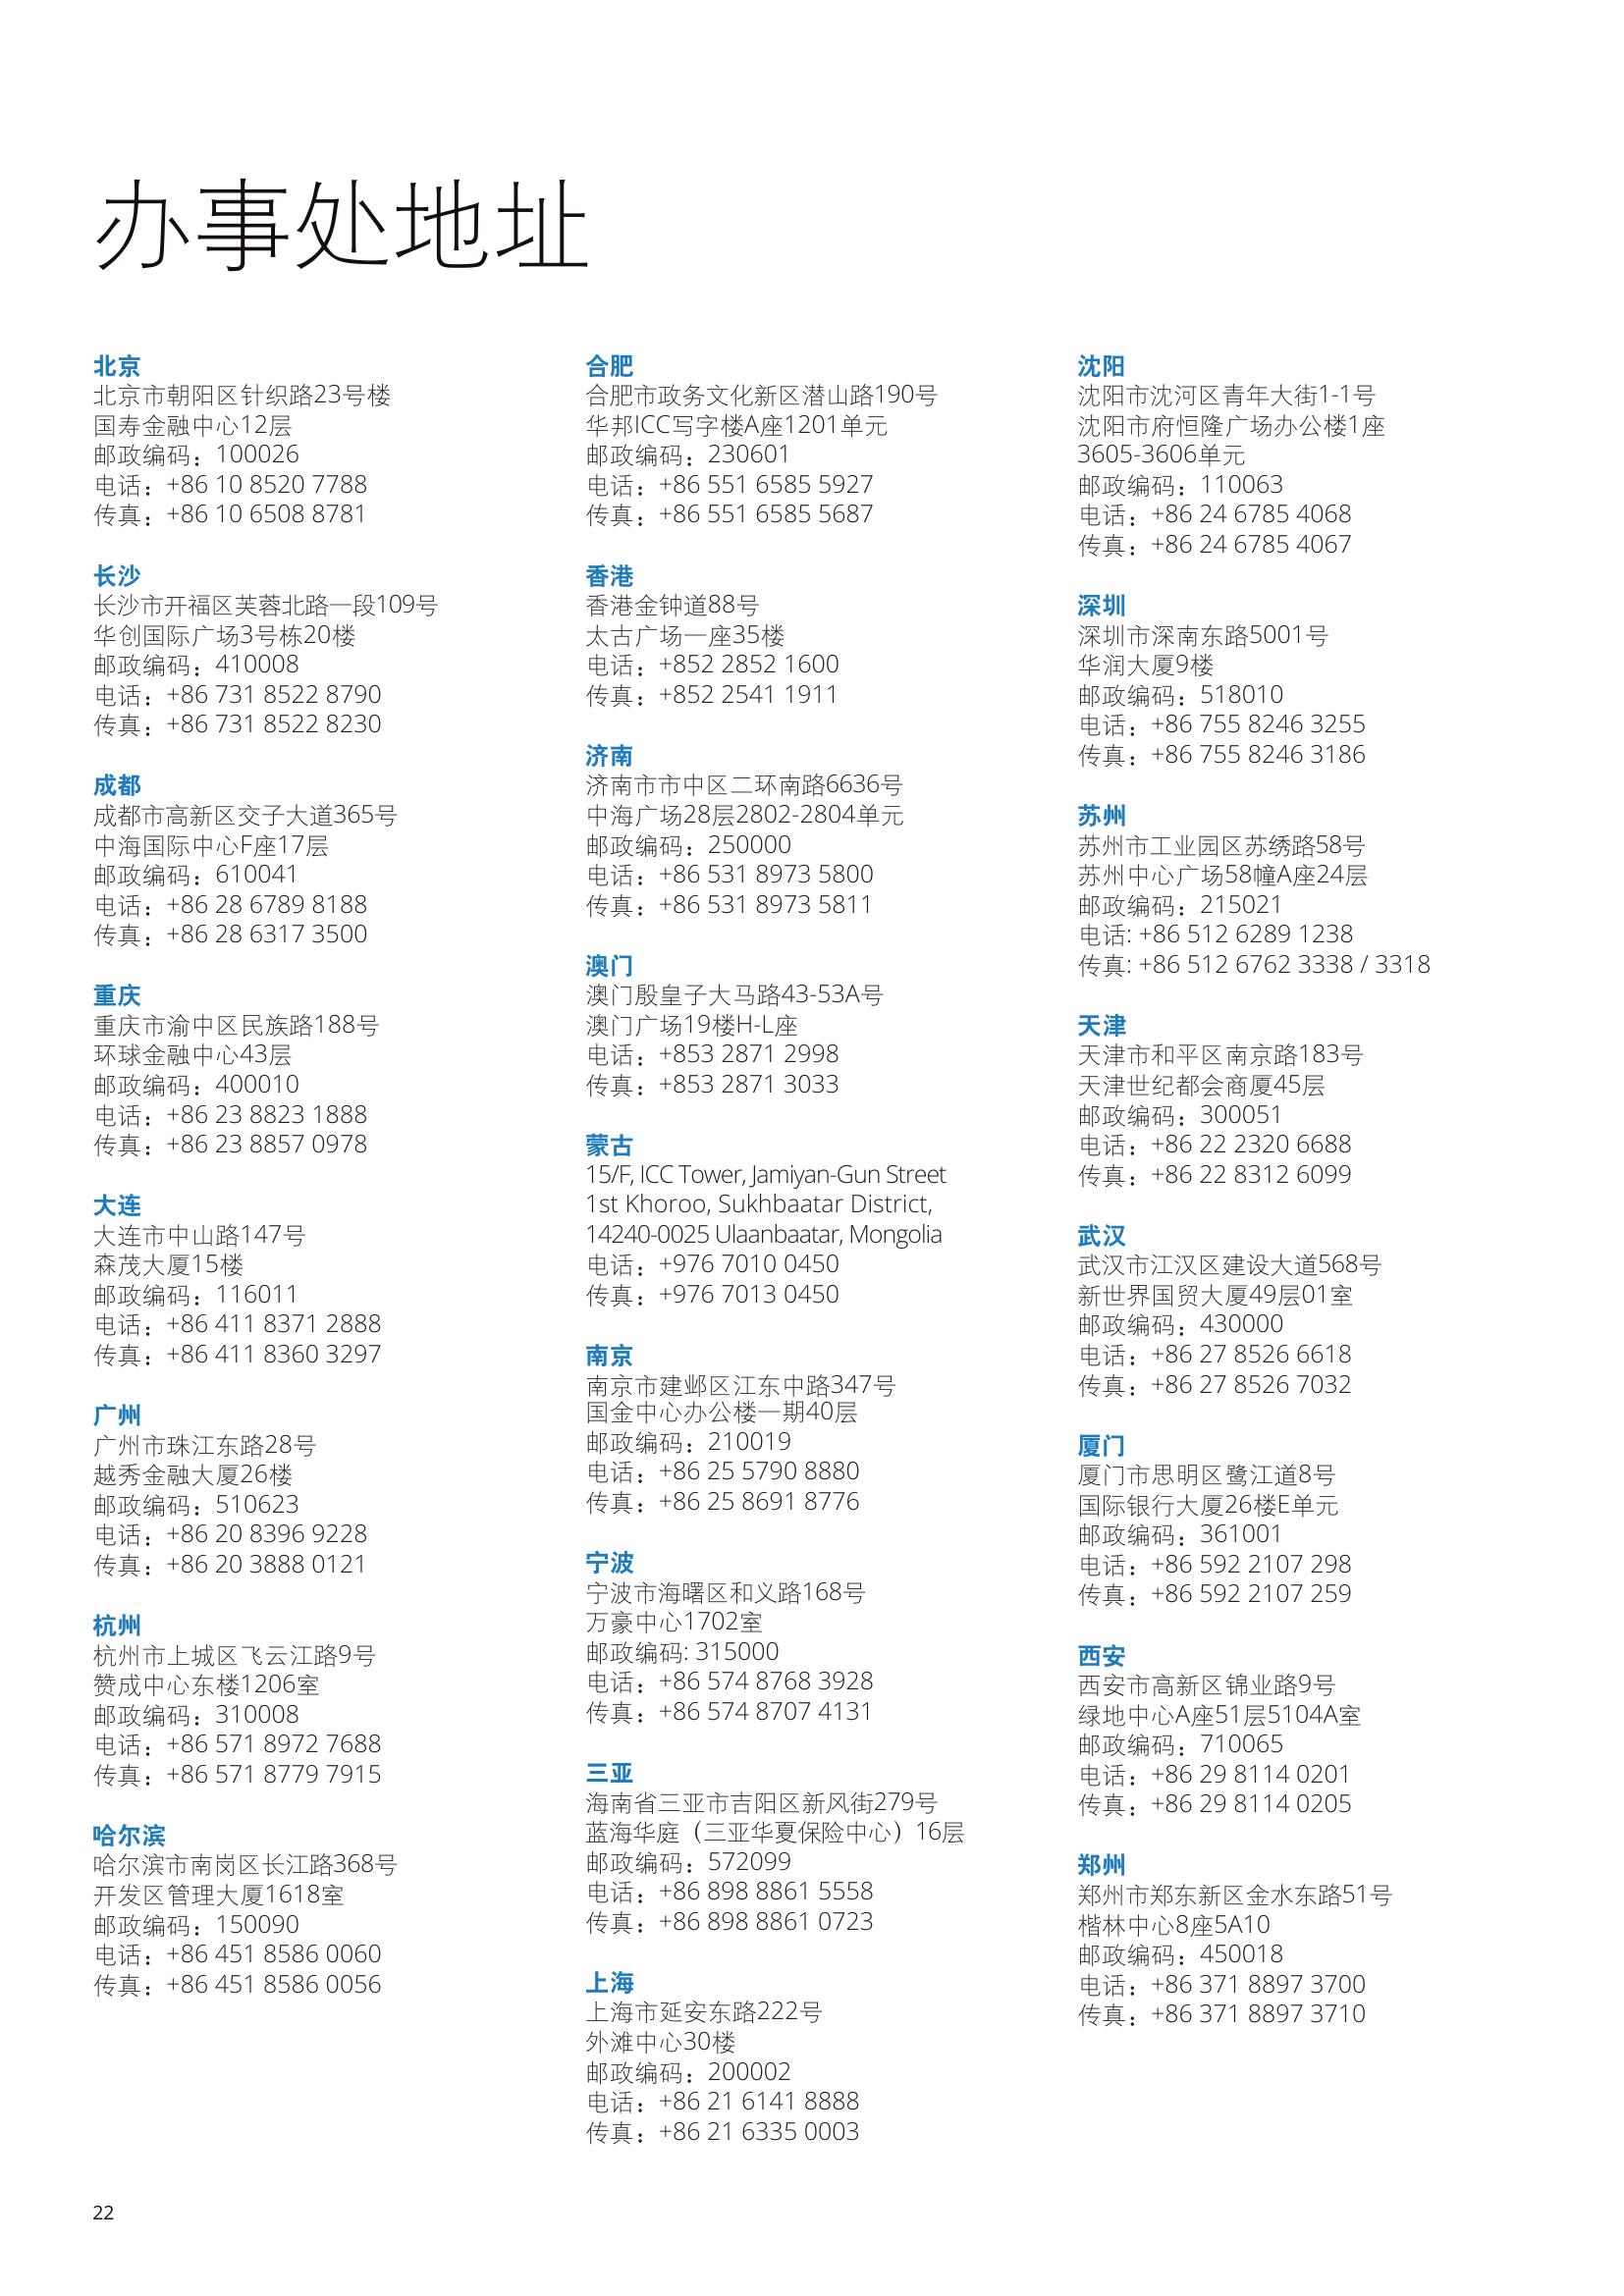 办事处地址
北京
北京市朝阳区针织路23号楼
国寿金融中心12层
邮政编码：100026
电话：+86 10 8520 7788
传真：+86 10 6508 8781
长沙
长沙市开福区芙蓉北路一段109号
华创国际广场3号栋20楼
邮政编码：410008
电话：+86 731 8522 8790
传真：+86 731 8522 8230
成都
成都市高新区交子大道365号
中海国际中心F座17层
邮政编码：610041
电话：+86 28 6789 8188
传真：+86 28 6317 3500
重庆
重庆市渝中区民族路188号
环球金融中心43层
邮政编码：400010
电话：+86 23 8823 1888
传真：+86 23 8857 0978
大连
大连市中山路147号
森茂大厦15楼
邮政编码：116011
电话：+86 411 8371 2888
传真：+86 411 8360 3297
广州
广州市珠江东路28号
越秀金融大厦26楼
邮政编码：510623
电话：+86 20 8396 9228
传真：+86 20 3888 0121
杭州
杭州市上城区飞云江路9号
赞成中心东楼1206室
邮政编码：310008
电话：+86 571 8972 7688
传真：+86 571 8779 7915
哈尔滨
哈尔滨市南岗区长江路368号
开发区管理大厦1618室
邮政编码：150090
电话：+86 451 8586 0060
传真：+86 451 8586 0056
合肥
合肥市政务文化新区潜山路190号
华邦ICC写字楼A座1201单元
邮政编码：230601
电话：+86 551 6585 5927
传真：+86 551 6585 5687
香港
香港金钟道88号
太古广场一座35楼
电话：+852 2852 1600
传真：+852 2541 1911
济南
济南市市中区二环南路6636号
中海广场28层2802-2804单元
邮政编码：250000
电话：+86 531 8973 5800
传真：+86 531 8973 5811
澳门
澳门殷皇子大马路43-53A号
澳门广场19楼H-L座
电话：+853 2871 2998
传真：+853 2871 3033
蒙古
15/F, ICC Tower, Jamiyan-Gun Street
1st Khoroo, Sukhbaatar District,
14240-0025 Ulaanbaatar, Mongolia
电话：+976 7010 0450
传真：+976 7013 0450
南京
南京市建邺区江东中路347号
国金中心办公楼一期40层
邮政编码：210019
电话：+86 25 5790 8880
传真：+86 25 8691 8776
宁波
宁波市海曙区和义路168号
万豪中心1702室
邮政编码: 315000
电话：+86 574 8768 3928
传真：+86 574 8707 4131
三亚
海南省三亚市吉阳区新风街279号
蓝海华庭（三亚华夏保险中心）16层
邮政编码：572099
电话：+86 898 8861 5558
传真：+86 898 8861 0723
上海
上海市延安东路222号
外滩中心30楼
邮政编码：200002
电话：+86 21 6141 8888
传真：+86 21 6335 0003
沈阳
沈阳市沈河区青年大街1-1号
沈阳市府恒隆广场办公楼1座
3605-3606单元
邮政编码：110063
电话：+86 24 6785 4068
传真：+86 24 6785 4067
深圳
深圳市深南东路5001号
华润大厦9楼
邮政编码：518010
电话：+86 755 8246 3255
传真：+86 755 8246 3186
苏州
苏州市工业园区苏绣路58号
苏州中心广场58幢A座24层
邮政编码：215021
电话: +86 512 6289 1238
传真: +86 512 6762 3338 / 3318
天津
天津市和平区南京路183号
天津世纪都会商厦45层
邮政编码：300051
电话：+86 22 2320 6688
传真：+86 22 8312 6099
武汉
武汉市江汉区建设大道568号
新世界国贸大厦49层01室
邮政编码：430000
电话：+86 27 8526 6618
传真：+86 27 8526 7032
厦门
厦门市思明区鹭江道8号
国际银行大厦26楼E单元
邮政编码：361001
电话：+86 592 2107 298
传真：+86 592 2107 259
西安
西安市高新区锦业路9号
绿地中心A座51层5104A室
邮政编码：710065
电话：+86 29 8114 0201
传真：+86 29 8114 0205
郑州
郑州市郑东新区金水东路51号
楷林中心8座5A10
邮政编码：450018
电话：+86 371 8897 3700
传真：+86 371 8897 3710
22